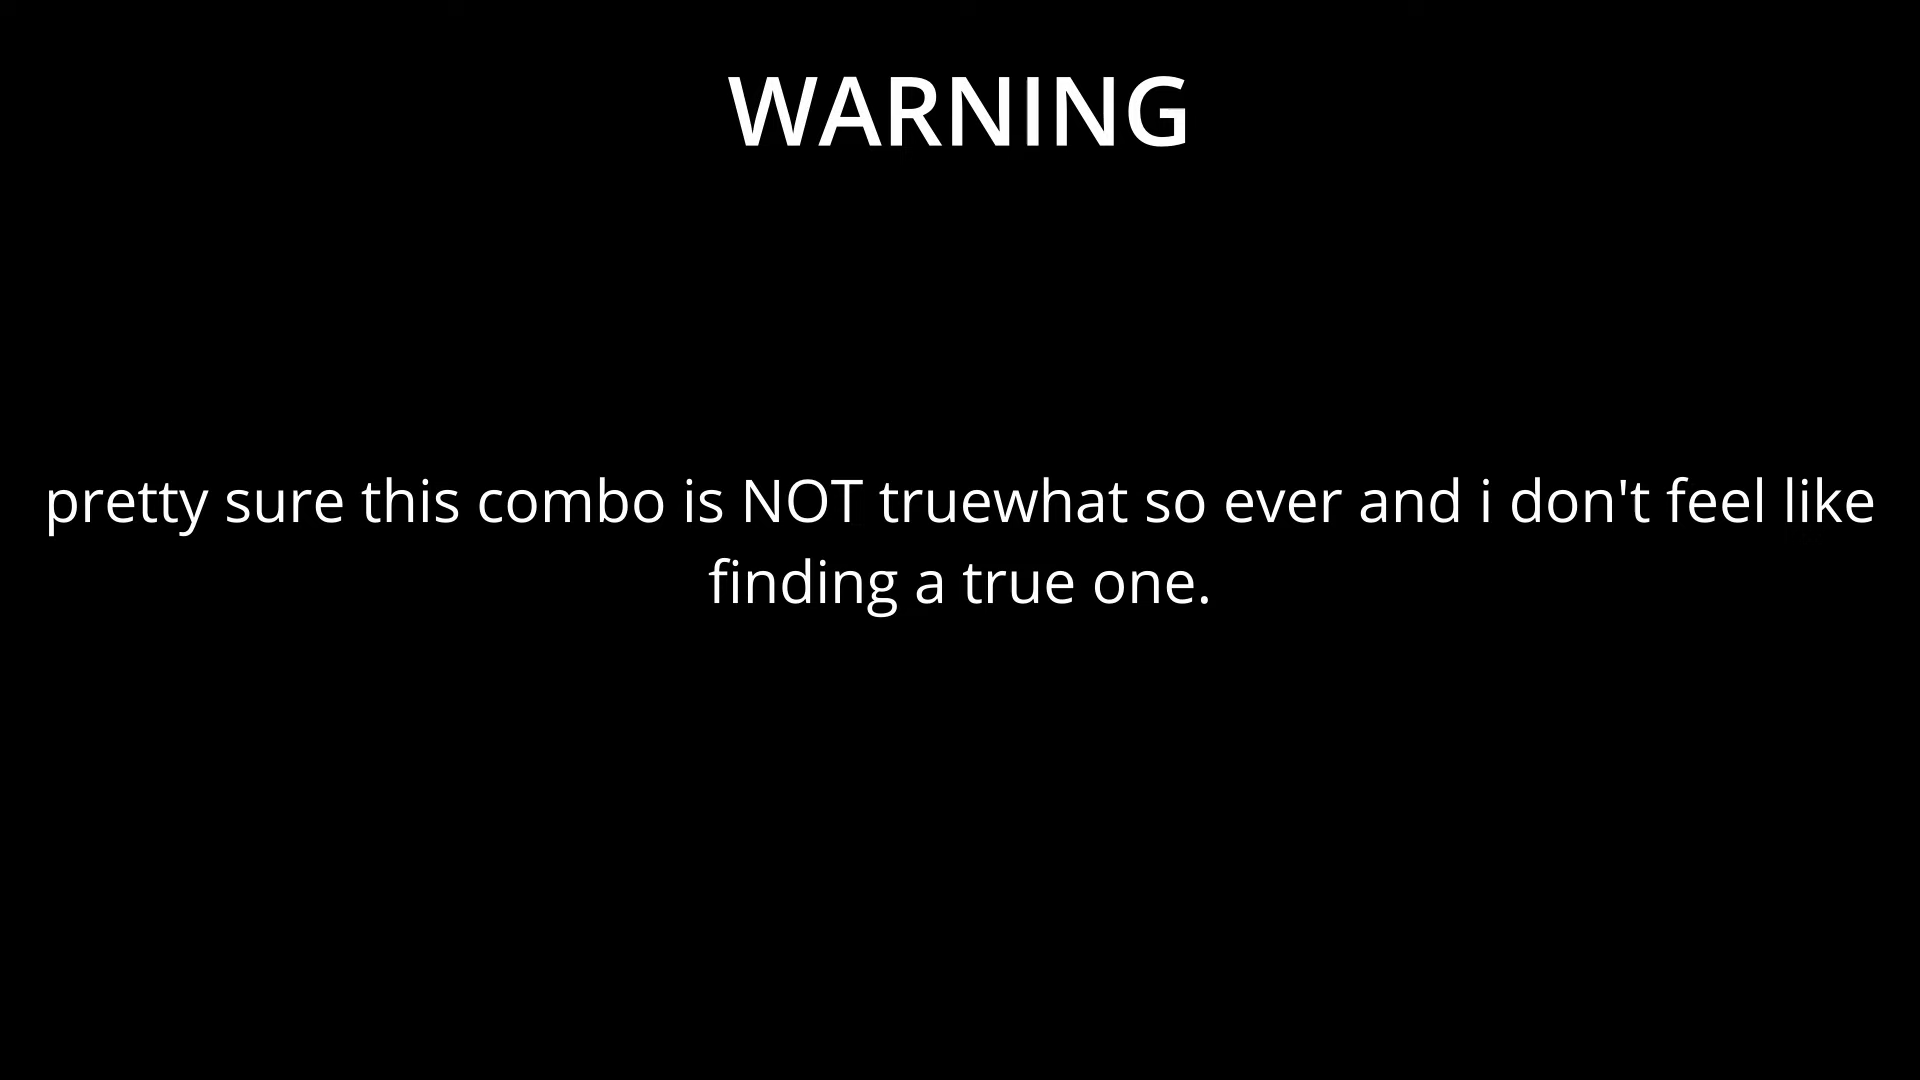 WARNING
pretty sure this combo is NOT truewhat so ever and i don't feel like
finding a true one.